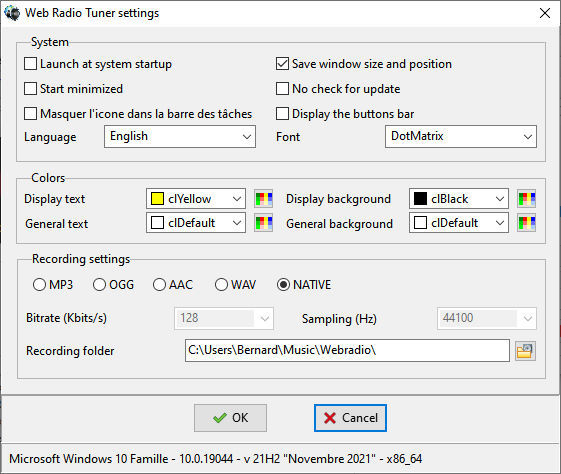 Web Radio Tuner settings
System
Launch at system startup
Save window size and position
Start minimized
No check for update
Masquer l'icone dans la barre des tâches
Display the buttons bar
Language English Font DotMatrix
Colors
Display text clYellow Display background clBlack
General text clDefault General background clDefault
Recording settings
MP3 OGG AAC WAV NATIVE
Bitrate (Kbits/s) 128 Sampling (Hz) 44100
Recording folder C:\Users\Bernard\Music\Webradio\
OK Cancel
Microsoft Windows 10 Famille - 10.0.19044 - v 21H2 "Novembre 2021" - x86_64